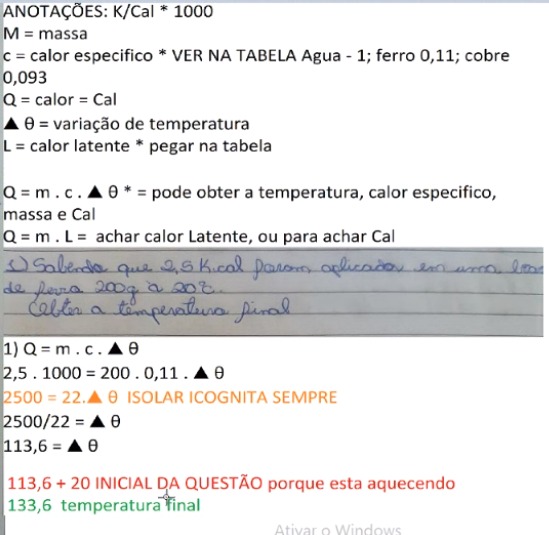 ANOTAÇÕES: K/Cal * 1000
M = massa
c = calor especifico * VER NA TABELA Agua - 1; ferro 0,11; cobre
0,093
Q = calor = Cal
▲ θ = variação de temperatura
L = calor latente * pegar na tabela
Q = m . c . ▲ θ * = pode obter a temperatura, calor especifico,
massa e Cal
Q = m . L = achar calor Latente, ou para achar Cal
1) Sabendo que 2,5 K.cal foram aplicados em uma
de ferro 200g a 20°c.
Obter a temperatura final
1) Q = m . c . ▲ θ
2,5 . 1000 = 200 . 0,11 . ▲ θ
2500 = 22.▲ θ ISOLAR ICOGNITA SEMPRE
2500/22 = ▲ θ
113,6 = ▲ θ
113,6 + 20 INICIAL DA QUESTÃO porque esta aquecendo
133,6 temperatura final
Ativar o Windows